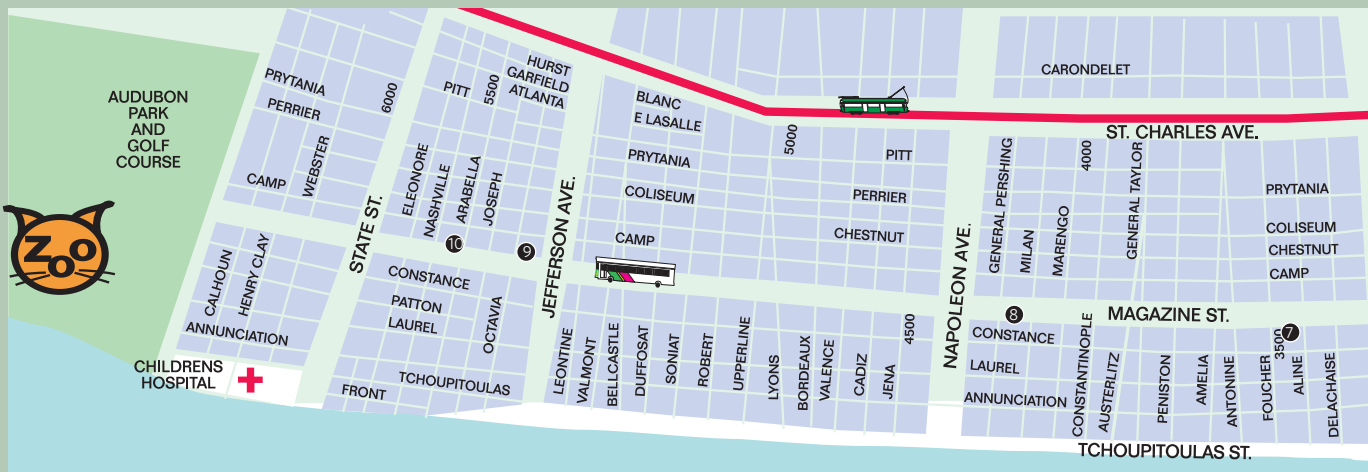 AUDUBON
PARK
AND
GOLF
COURSE
ZOO
PRYTANIA
PERRIER
WEBSTER
CAMP
6000
STATE ST.
CALHOUN
HENRY CLAY
ANNUNCIATION
CHILDRENS
HOSPITAL
PITT
5500
HURST
GARFIELD
ATLANTA
ELEONORE
NASHVILLE
ARABELLA
JOSEPH
10
9
JEFFERSON AVE.
CONSTANCE
PATTON
LAUREL
OCTAVIA
TCHOUPITOULAS
FRONT
BLANC
E LASALLE
PRYTANIA
COLISEUM
CAMP
5000
PITT
PERRIER
CHESTNUT
LEONTINE
VALMONT
BELLCASTLE
DUFFOSAT
SONIAT
ROBERT
UPPERLINE
LYONS
BORDEAUX
VALENCE
CADIZ
JENA
4500
NAPOLEON AVE.
CARONDELET
ST. CHARLES AVE.
GENERAL PERSHING
MILAN
MARENGO
4000
GENERAL TAYLOR
PRYTANIA
COLISEUM
CHESTNUT
CAMP
8
MAGAZINE ST.
7
3500
CONSTANCE
LAUREL
ANNUNCIATION
CONSTANTINOPLE
AUSTERLITZ
PENISTON
AMELIA
ANTONINE
FOUCHER
ALINE
DELACHAISE
TCHOUPITOULAS ST.